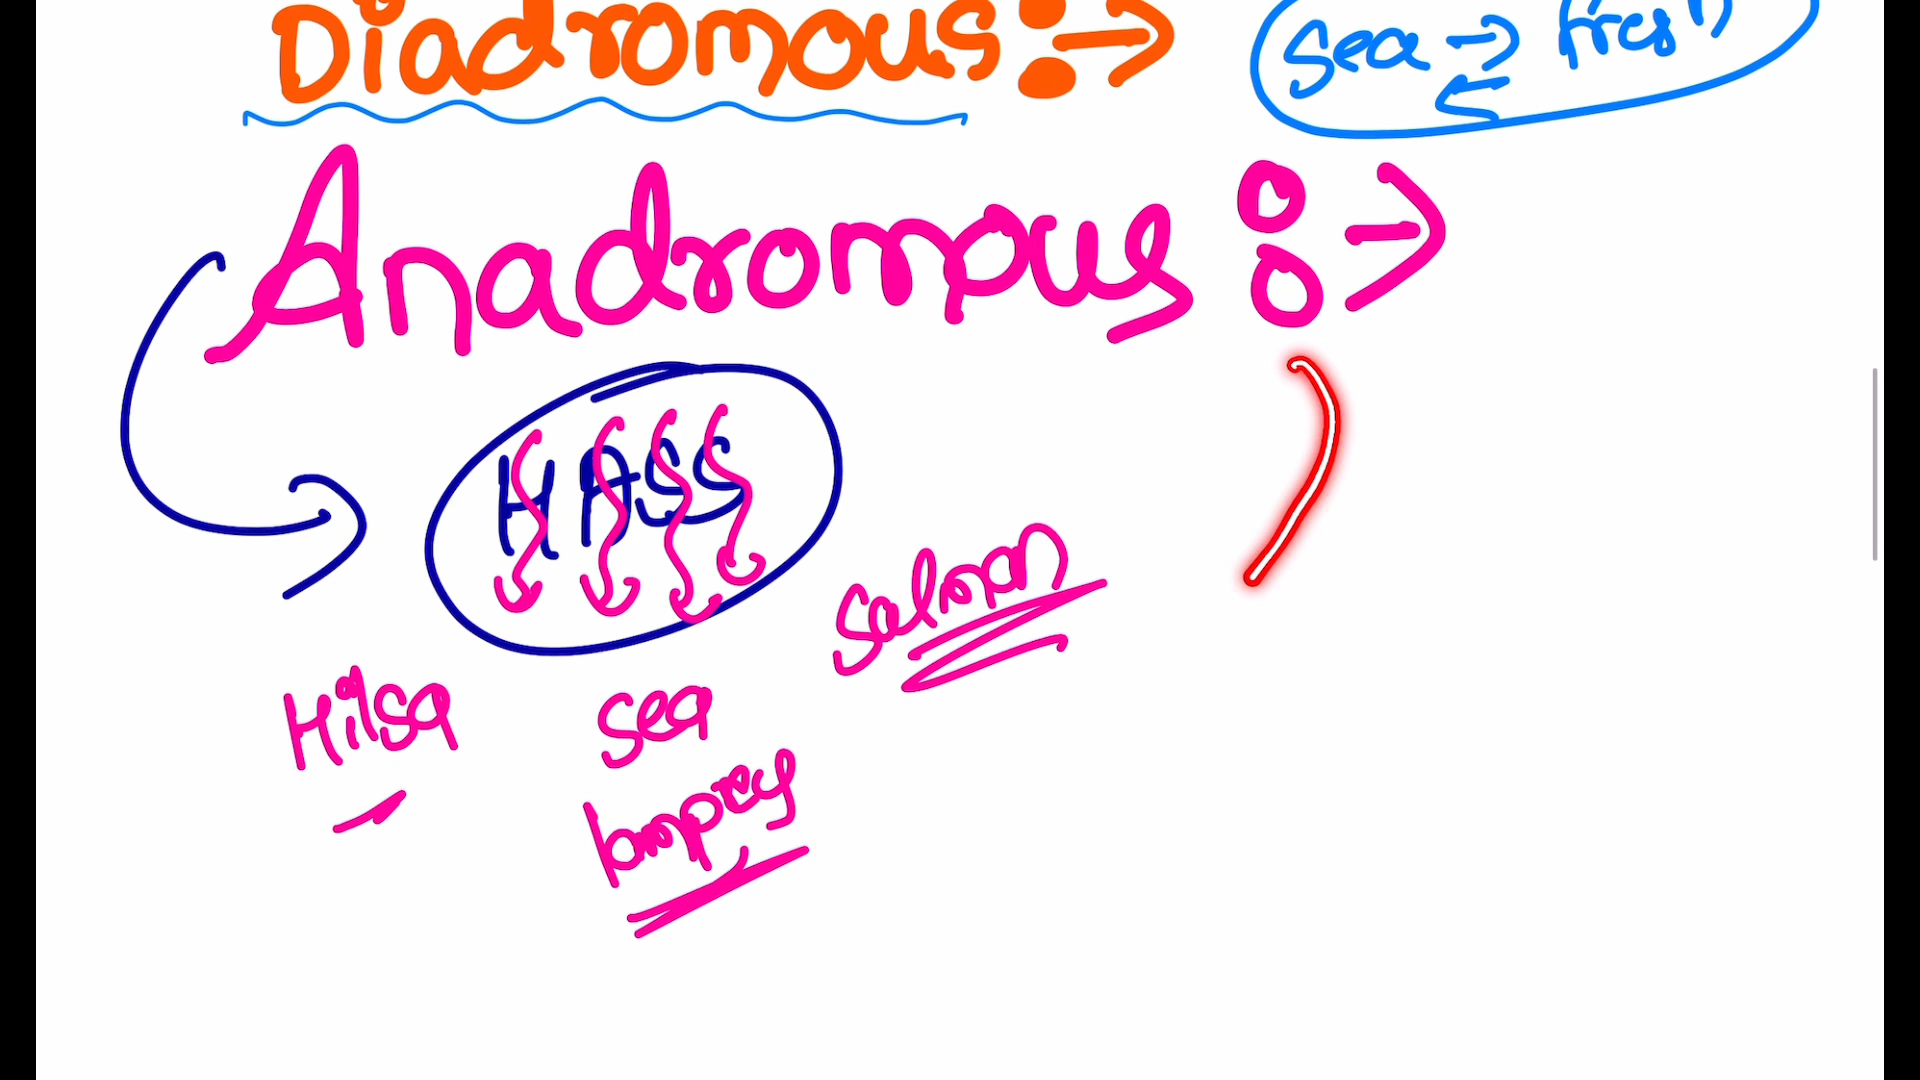 Diadromous :→ sea → fresh
Anadromous :→
HASS
Salmon
Hilsa
sea
lamprey